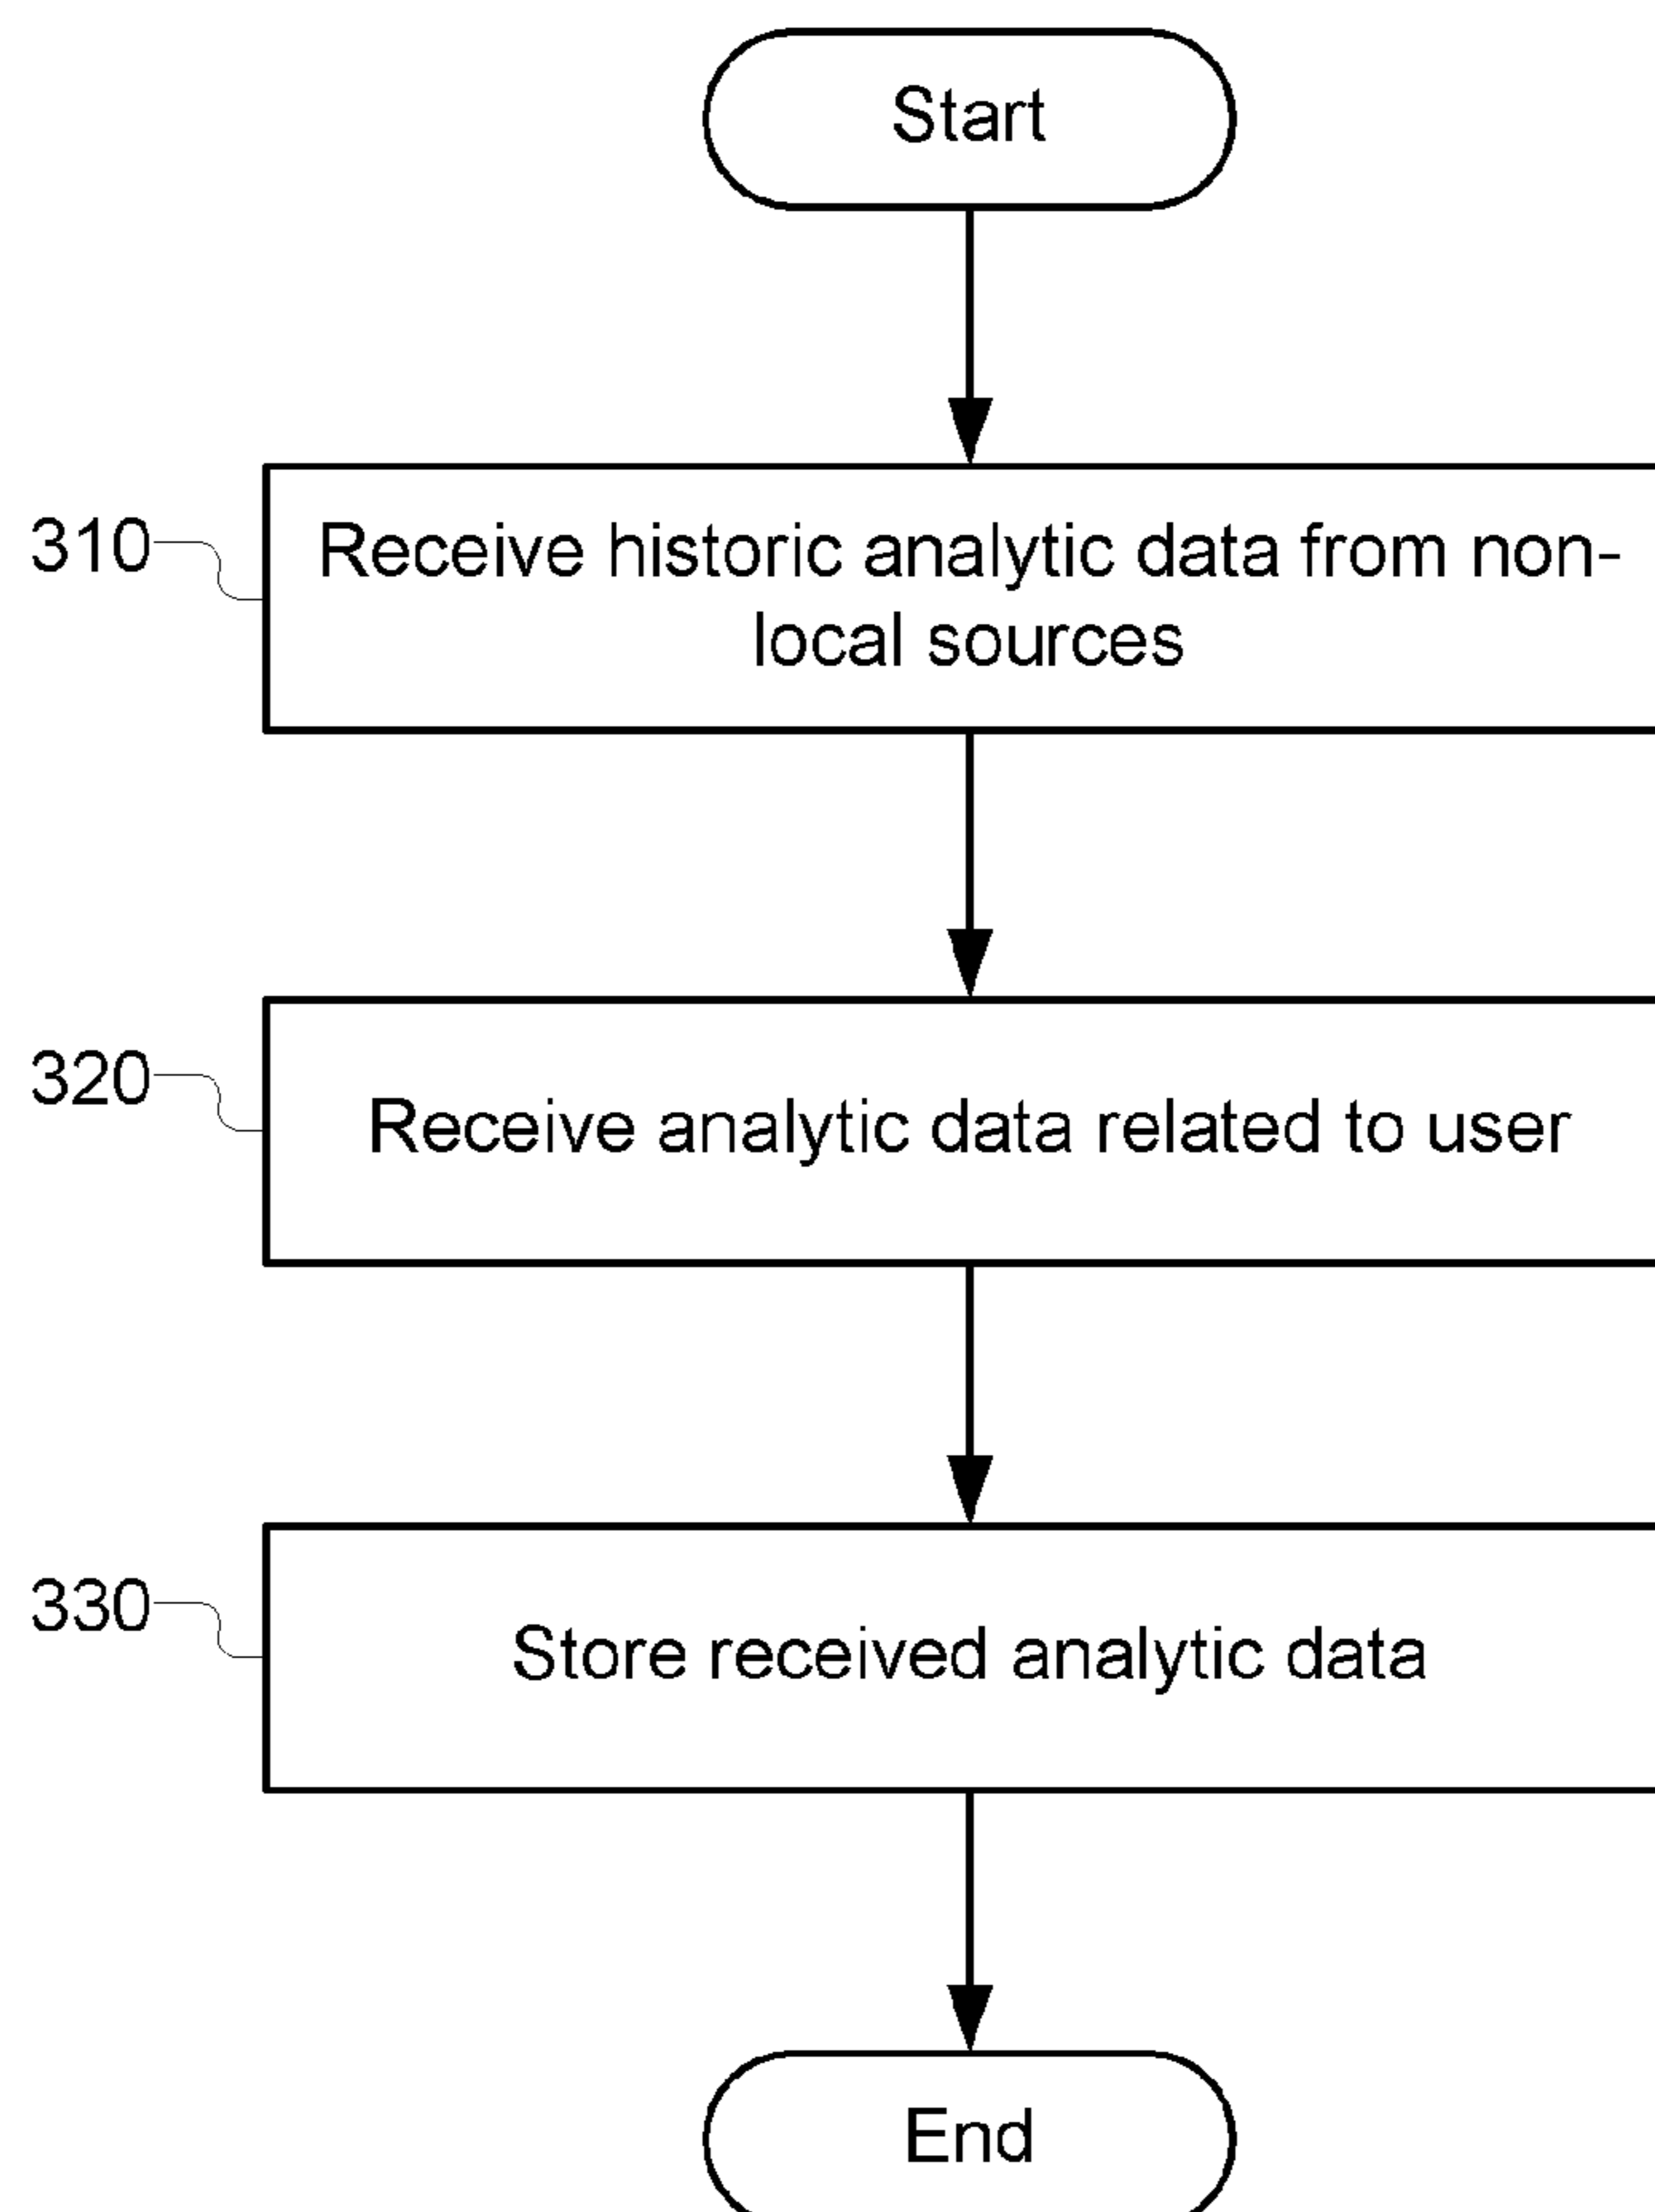 Start
310
Receive historic analytic data from non-
local sources
320
Receive analytic data related to user
330
Store received analytic data
End